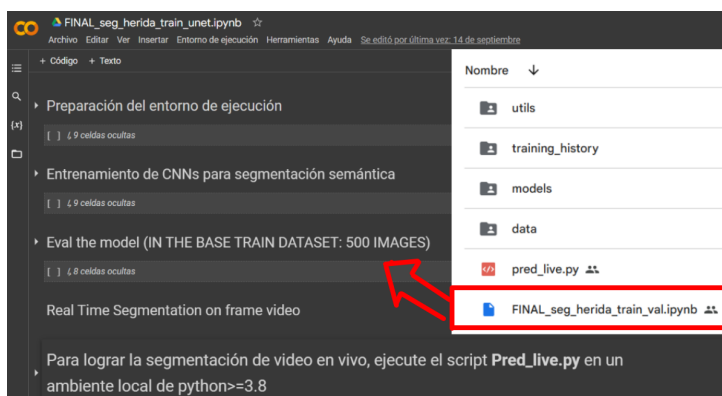 FINAL_seg_herida_train_unet.ipynb
Archivo Editar Ver Insertar Entorno de ejecución Herramientas Ayuda Se editó por última vez: 14 de septiembre
+ Código + Texto
Preparación del entorno de ejecución
[ ] ↳ 9 celdas ocultas
Entrenamiento de CNNs para segmentación semántica
[ ] ↳ 9 celdas ocultas
Eval the model (IN THE BASE TRAIN DATASET: 500 IMAGES)
[ ] ↳ 8 celdas ocultas
Real Time Segmentation on frame video
Para lograr la segmentación de video en vivo, ejecute el script Pred_live.py en un
ambiente local de python>=3.8
{x}
Nombre ↓
utils
training_history
models
data
pred_live.py
FINAL_seg_herida_train_val.ipynb